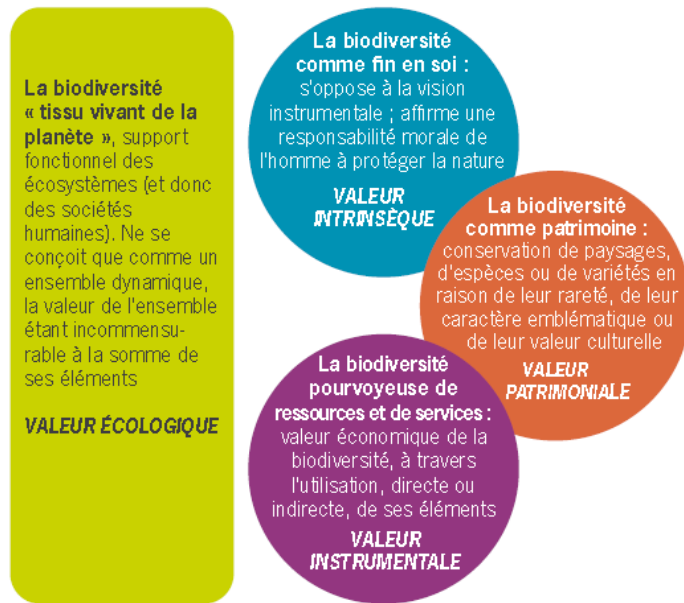 La biodiversité
« tissu vivant de la
planète », support
fonctionnel des
écosystèmes (et donc
des sociétés
humaines). Ne se
conçoit que comme un
ensemble dynamique,
la valeur de l'ensemble
étant incommensu-
rable à la somme de
ses éléments
VALEUR ÉCOLOGIQUE
La biodiversité
comme fin en soi :
s'oppose à la vision
instrumentale ; affirme une
responsabilité morale de
l'homme à protéger la nature
VALEUR
INTRINSÈQUE
La biodiversité
comme patrimoine :
conservation de paysages,
d'espèces ou de variétés en
raison de leur rareté, de leur
caractère emblématique ou
de leur valeur culturelle
VALEUR
PATRIMONIALE
La biodiversité
pourvoyeuse de
ressources et de services :
valeur économique de la
biodiversité, à travers
l'utilisation, directe ou
indirecte, de ses éléments
VALEUR
INSTRUMENTALE